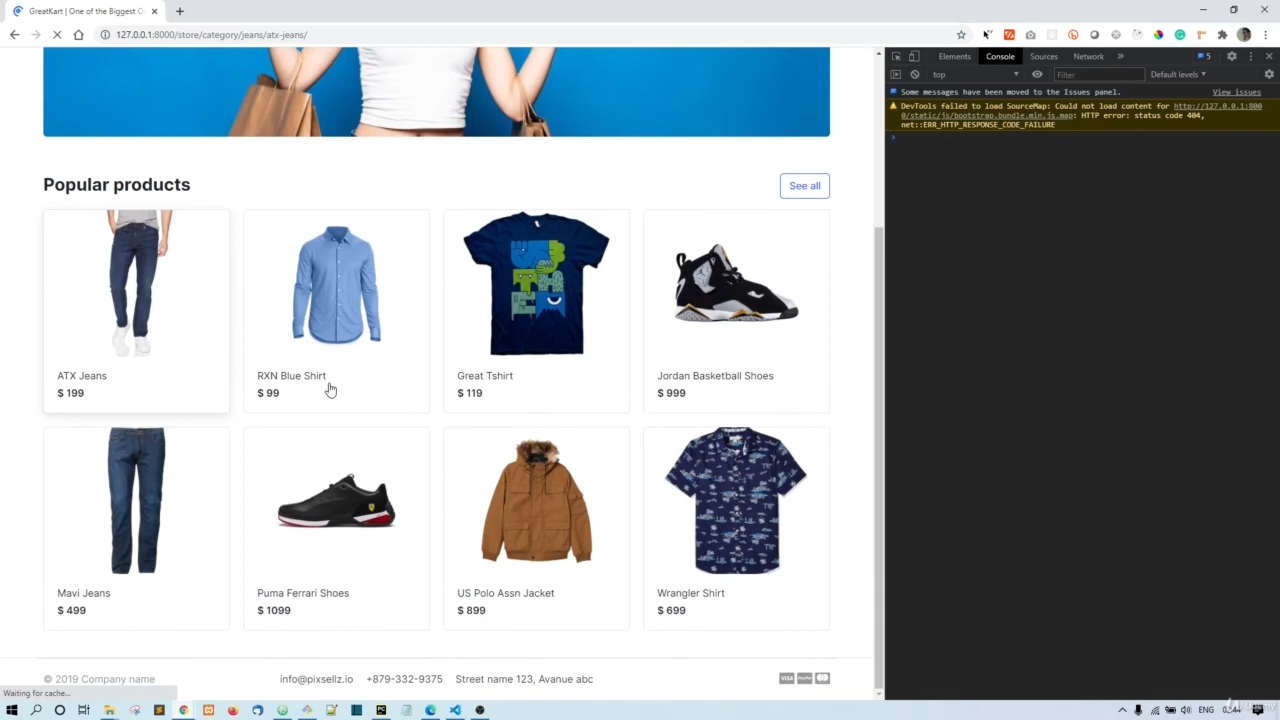 GreatKart | One of the Biggest C
127.0.0.1:8000/store/category/jeans/atx-jeans/
Elements Console Sources Network » 5
top Filter Default levels ▼
Some messages have been moved to the Issues panel. View issues
DevTools failed to load SourceMap: Could not load content for http://127.0.0.1:800
0/static/js/bootstrap.bundle.min.js.map: HTTP error: status code 404,
net::ERR_HTTP_RESPONSE_CODE_FAILURE
Popular products
See all
ATX Jeans
$ 199
RXN Blue Shirt
$ 99
Great Tshirt
$ 119
Jordan Basketball Shoes
$ 999
Mavi Jeans
$ 499
Puma Ferrari Shoes
$ 1099
US Polo Assn Jacket
$ 899
Wrangler Shirt
$ 699
© 2019 Company name
info@pixsellz.io +879-332-9375 Street name 123, Avanue abc
VISA PayPal
Waiting for cache...
ENG